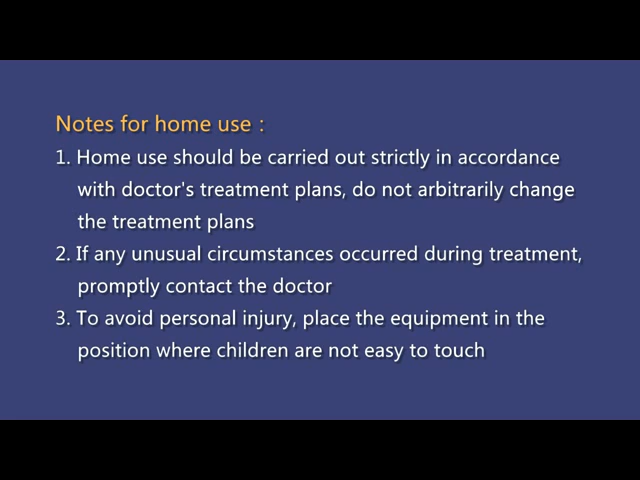 Notes for home use :
1. Home use should be carried out strictly in accordance
with doctor's treatment plans, do not arbitrarily change
the treatment plans
2. If any unusual circumstances occurred during treatment,
promptly contact the doctor
3. To avoid personal injury, place the equipment in the
position where children are not easy to touch